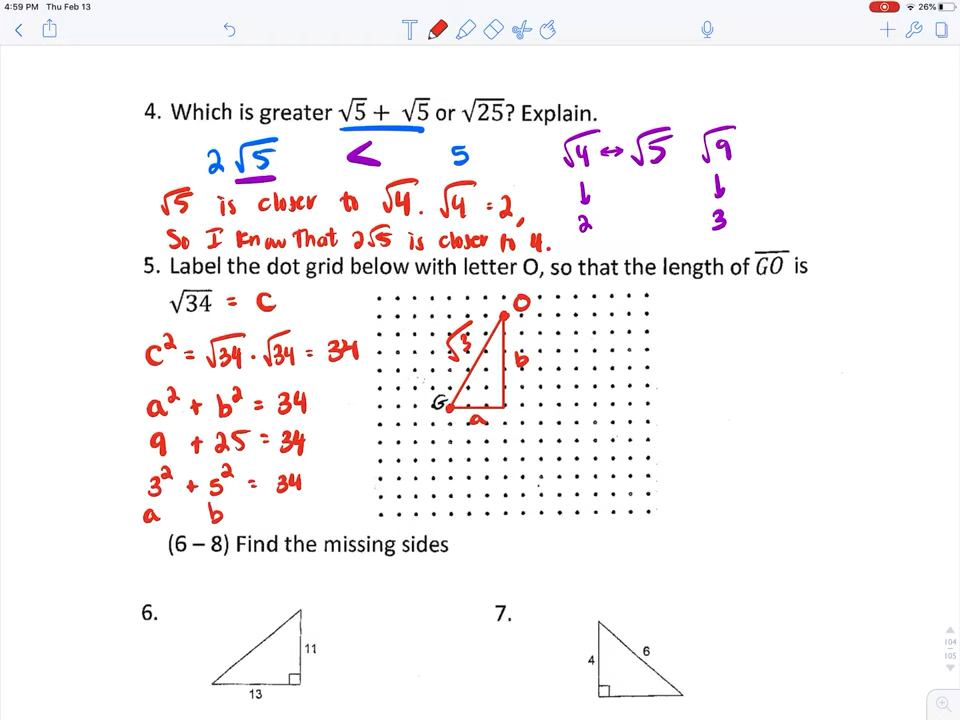 4:59 PM Thu Feb 13
26%
T
4. Which is greater √5 + √5 or √25? Explain.
2√5 < 5 √4 ↔ √5 √9
√5 is closer to √4. √4 = 2,
2 3
So I know that 2√5 is closer to 4.
5. Label the dot grid below with letter O, so that the length of GO is
√34 = c
O
c² = √34 · √34 = 34
√3
b
a² + b² = 34
G
a
9 + 25 = 34
3² + 5² = 34
a b
(6 – 8) Find the missing sides
6. 7.
11
13
4
6
104
105